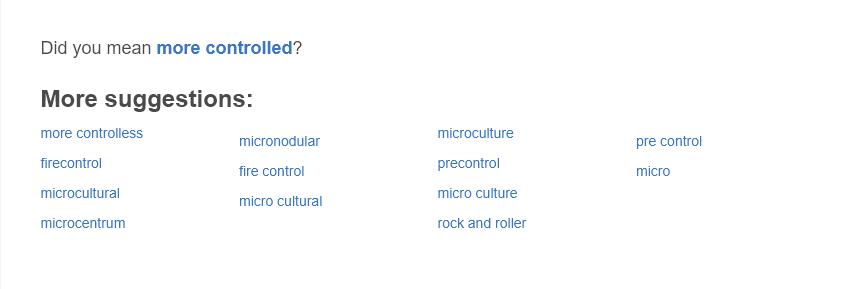 Did you mean more controlled?
More suggestions:
more controlless
firecontrol
microcultural
microcentrum
micronodular
fire control
micro cultural
microculture
precontrol
micro culture
rock and roller
pre control
micro